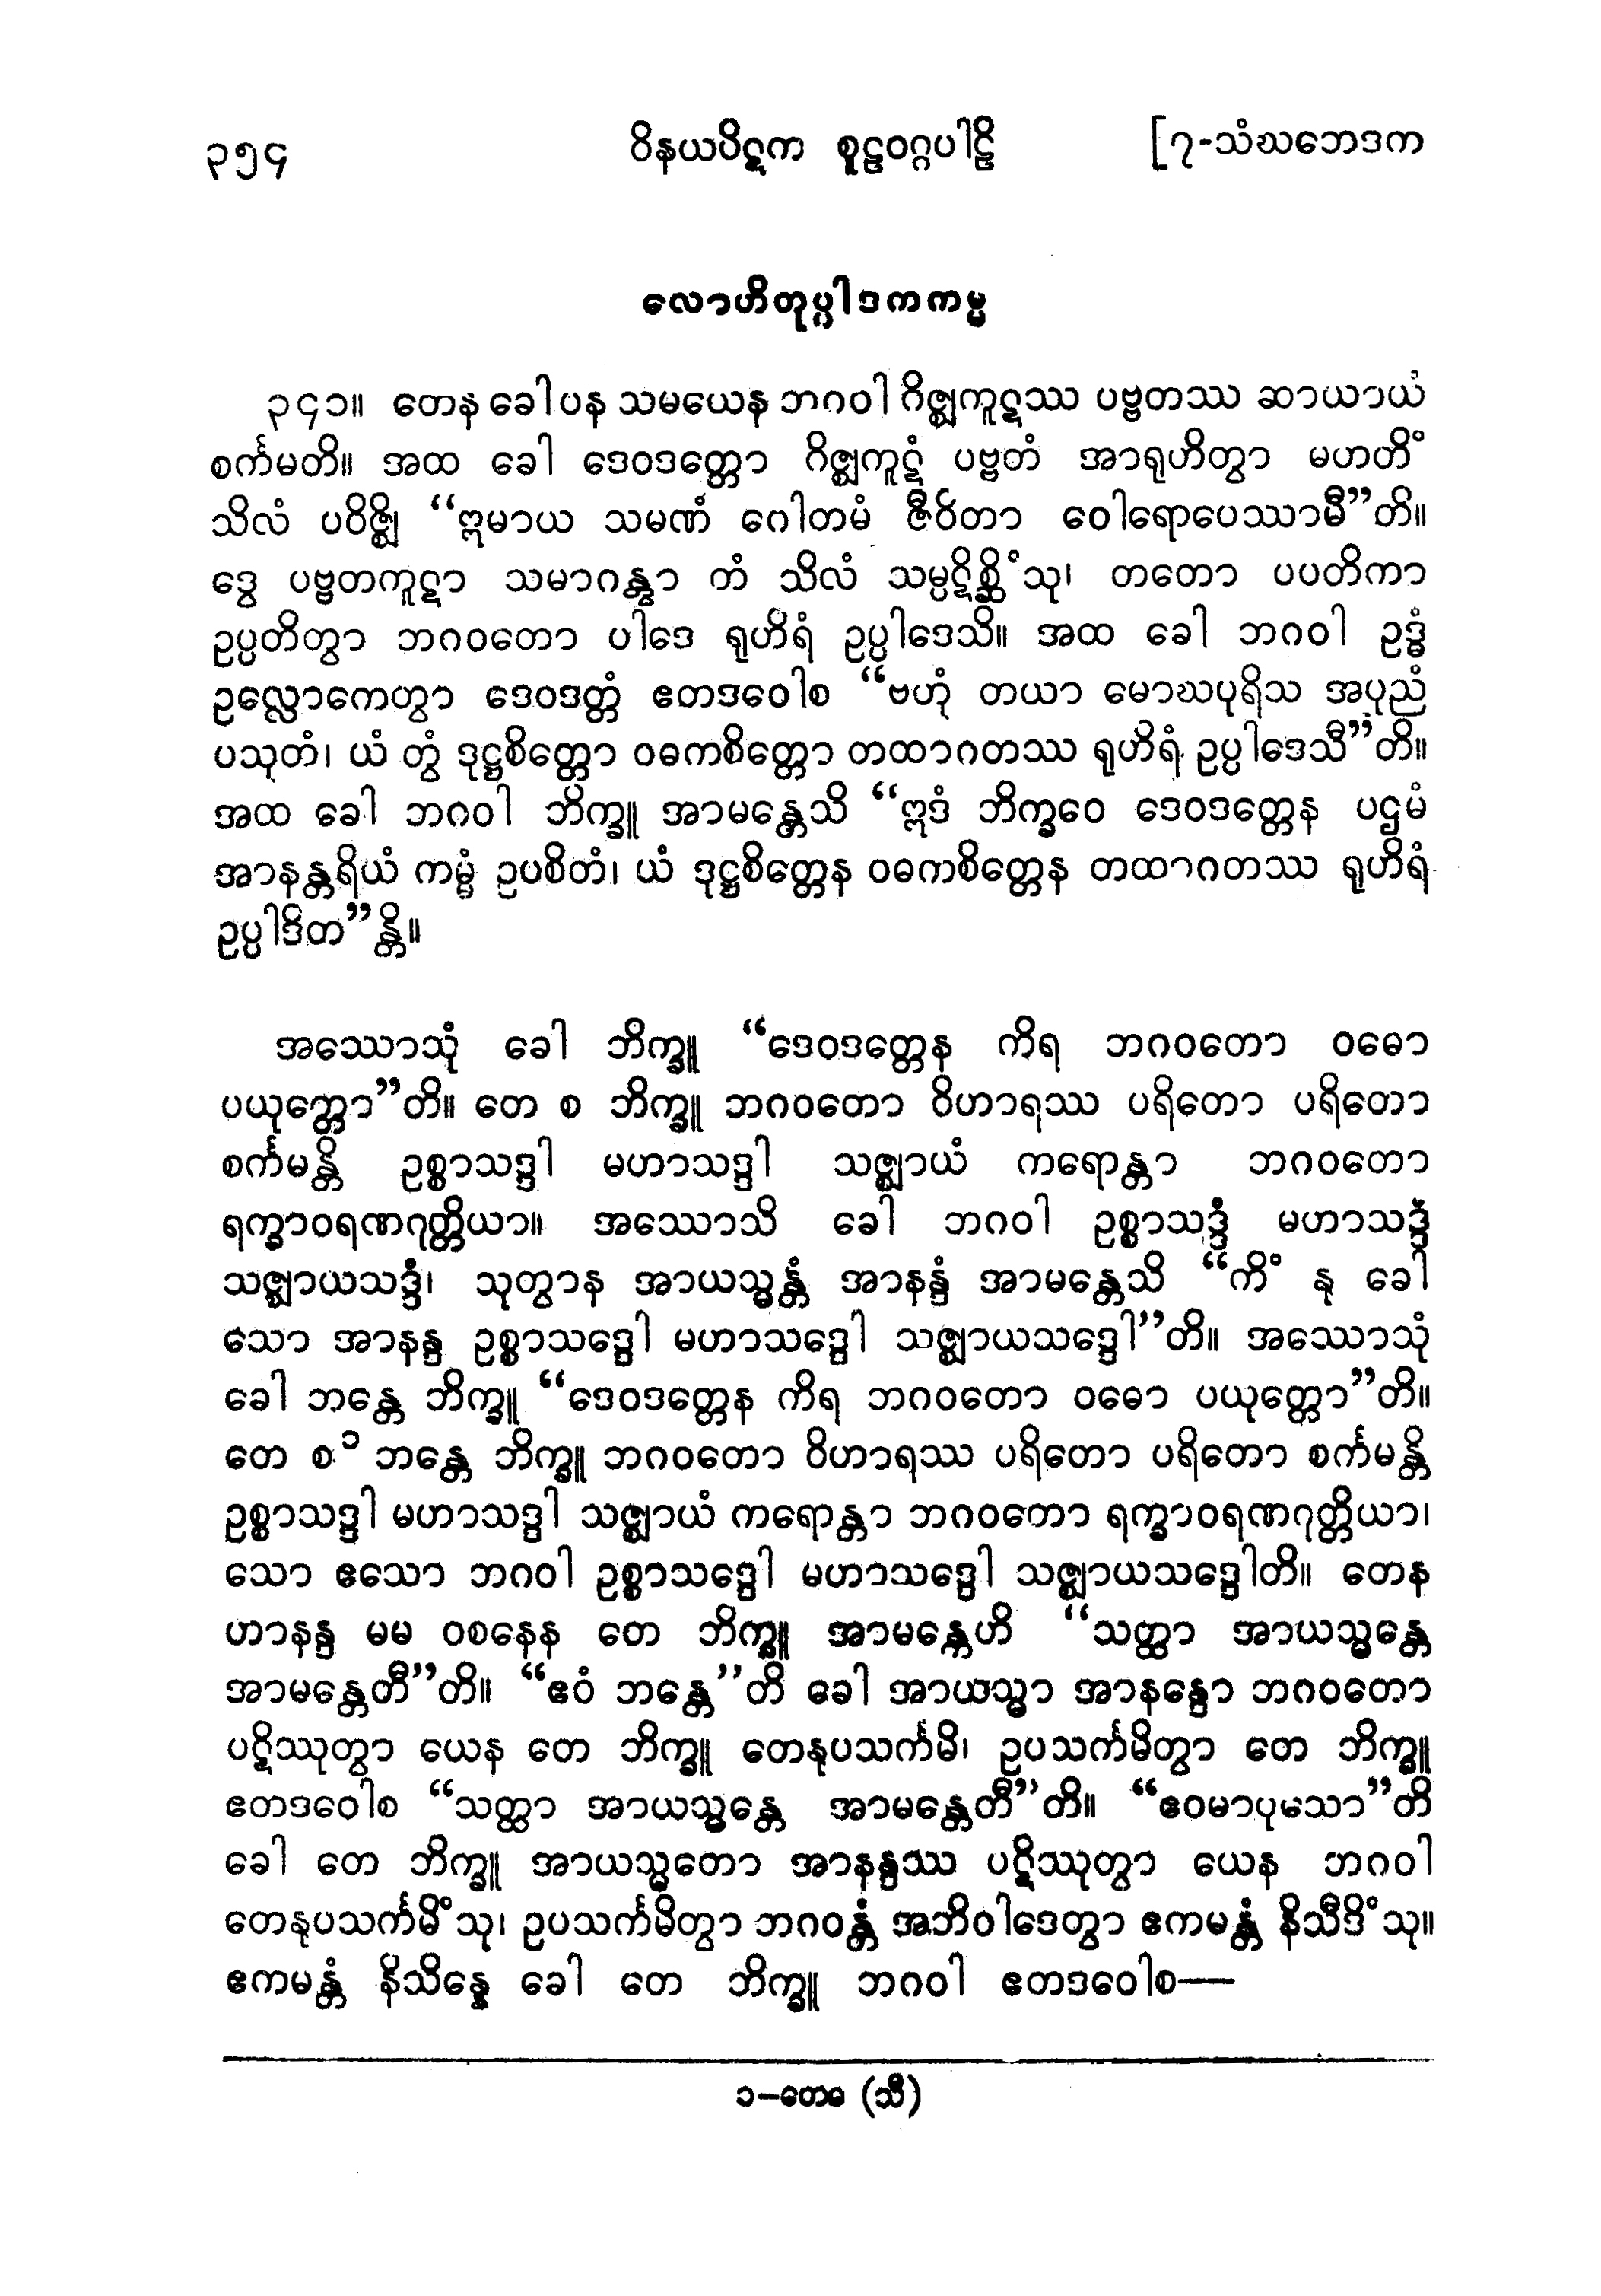 ၃၅၄ ဝိနယပိဋက စူဠဝဂ္ဂပါဠိ [၇-သံဃဘေဒက
လောဟိတုပ္ပါဒကကမ္မ
၃၄၁။ တေန ခေါ ပန သမယေန ဘဂဝါ ဂိဇ္ဈကူဋဿ ပဗ္ဗတဿ ဆာယာယံ
စင်္ကမတိ။ အထ ခေါ ဒေဝဒတ္တော ဂိဇ္ဈကူဋံ ပဗ္ဗတံ အာရုဟိတွာ မဟတိံ
သိလံ ပဝိဇ္ဈိ “ဣမာယ သမဏံ ဂေါတမံ ဇီဝိတာ ဝေါရောပေဿာမီ”တိ။
ဒွေ ပဗ္ဗတကူဋာ သမာဂန္တွာ တံ သိလံ သမ္ပဋိစ္ဆိံသု၊ တတော ပပတိကာ
ဥပ္ပတိတွာ ဘဂဝတော ပါဒေ ရုဟိရံ ဥပ္ပါဒေသိ။ အထ ခေါ ဘဂဝါ ဥဒ္ဓံ
ဥလ္လောကေတွာ ဒေဝဒတ္တံ ဧတဒဝေါစ “ဗဟုံ တယာ မောဃပုရိသ အပုညံ
ပသုတံ၊ ယံ တွံ ဒုဋ္ဌစိတ္တော ဝဓကစိတ္တော တထာဂတဿ ရုဟိရံ ဥပ္ပါဒေသီ”တိ။
အထ ခေါ ဘဂဝါ ဘိက္ခူ အာမန္တေသိ “ဣဒံ ဘိက္ခဝေ ဒေဝဒတ္တေန ပဌမံ
အာနန္တရိယံ ကမ္မံ ဥပစိတံ၊ ယံ ဒုဋ္ဌစိတ္တေန ဝဓကစိတ္တေန တထာဂတဿ ရုဟိရံ
ဥပ္ပါဒိတ”န္တိ။
အဿောသုံ ခေါ ဘိက္ခူ “ဒေဝဒတ္တေန ကိရ ဘဂဝတော ဝဓော
ပယုတ္တော”တိ။ တေ စ ဘိက္ခူ ဘဂဝတော ဝိဟာရဿ ပရိတော ပရိတော
စင်္ကမန္တိ ဥစ္စာသဒ္ဒါ မဟာသဒ္ဒါ သဇ္ဈာယံ ကရောန္တာ ဘဂဝတော
ရက္ခာဝရဏဂုတ္တိယာ။ အဿောသိ ခေါ ဘဂဝါ ဥစ္စာသဒ္ဒံ မဟာသဒ္ဒံ
သဇ္ဈာယသဒ္ဒံ၊ သုတွာန အာယသ္မန္တံ အာနန္ဒံ အာမန္တေသိ “ကိံ နု ခေါ
သော အာနန္ဒ ဥစ္စာသဒ္ဒေါ မဟာသဒ္ဒေါ သဇ္ဈာယသဒ္ဒေါ”တိ။ အဿောသုံ
ခေါ ဘန္တေ ဘိက္ခူ “ဒေဝဒတ္တေန ကိရ ဘဂဝတော ဝဓော ပယုတ္တော”တိ။
တေ စ ၁ ဘန္တေ ဘိက္ခူ ဘဂဝတော ဝိဟာရဿ ပရိတော ပရိတော စင်္ကမန္တိ
ဥစ္စာသဒ္ဒါ မဟာသဒ္ဒါ သဇ္ဈာယံ ကရောန္တာ ဘဂဝတော ရက္ခာဝရဏဂုတ္တိယာ၊
သော ဧသော ဘဂဝါ ဥစ္စာသဒ္ဒေါ မဟာသဒ္ဒေါ သဇ္ဈာယသဒ္ဒေါတိ။ တေန
ဟာနန္ဒ မမ ဝစနေန တေ ဘိက္ခူ အာမန္တေဟိ “သတ္ထာ အာယသ္မန္တေ
အာမန္တေတီ”တိ။ “ဧဝံ ဘန္တေ”တိ ခေါ အာယသ္မာ အာနန္ဒော ဘဂဝတော
ပဋိဿုတွာ ယေန တေ ဘိက္ခူ တေနုပသင်္ကမိ၊ ဥပသင်္ကမိတွာ တေ ဘိက္ခူ
ဧတဒဝေါစ “သတ္ထာ အာယသ္မန္တေ အာမန္တေတီ”တိ။ “ဧဝမာဝုသော”တိ
ခေါ တေ ဘိက္ခူ အာယသ္မတော အာနန္ဒဿ ပဋိဿုတွာ ယေန ဘဂဝါ
တေနုပသင်္ကမိံသု၊ ဥပသင်္ကမိတွာ ဘဂဝန္တံ အဘိဝါဒေတွာ ဧကမန္တံ နိသီဒိံသု။
ဧကမန္တံ နိသိန္နေ ခေါ တေ ဘိက္ခူ ဘဂဝါ ဧတဒဝေါစ—
၁-တေဓ (သီ)